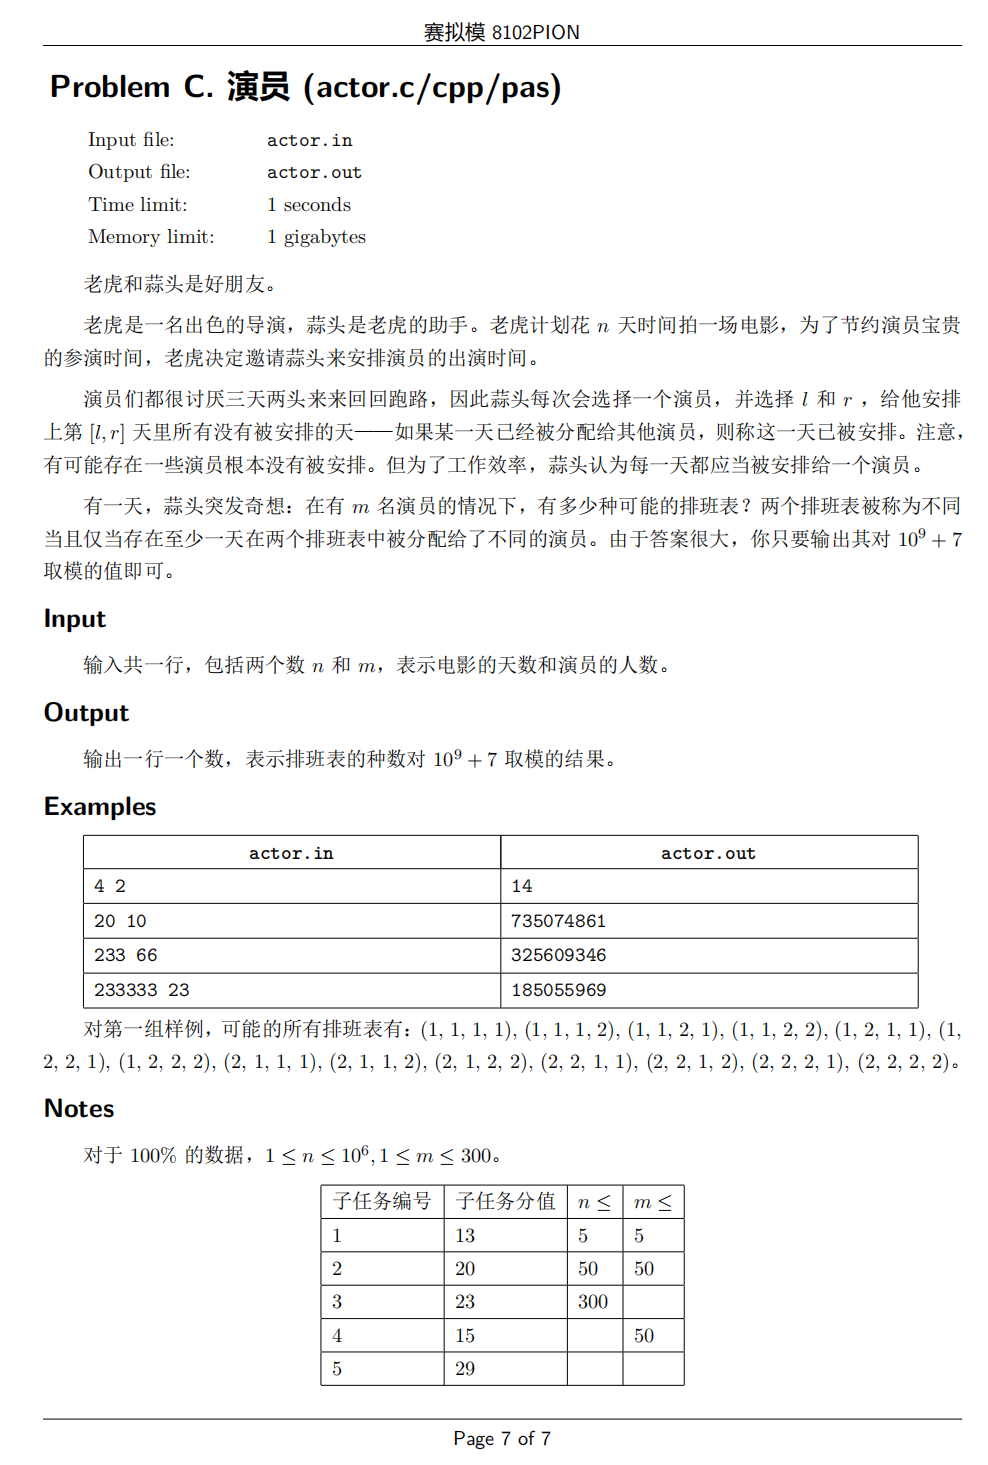 赛拟模 8102PION
Problem C. 演员 (actor.c/cpp/pas)
Input file: actor.in
Output file: actor.out
Time limit: 1 seconds
Memory limit: 1 gigabytes
老虎和蒜头是好朋友。
老虎是一名出色的导演，蒜头是老虎的助手。老虎计划花 n 天时间拍一场电影，为了节约演员宝贵
的参演时间，老虎决定邀请蒜头来安排演员的出演时间。
演员们都很讨厌三天两头来来回回跑路，因此蒜头每次会选择一个演员，并选择 l 和 r ，给他安排
上第 [l, r] 天里所有没有被安排的天——如果某一天已经被分配给其他演员，则称这一天已被安排。注意，
有可能存在一些演员根本没有被安排。但为了工作效率，蒜头认为每一天都应当被安排给一个演员。
有一天，蒜头突发奇想：在有 m 名演员的情况下，有多少种可能的排班表？两个排班表被称为不同
当且仅当存在至少一天在两个排班表中被分配给了不同的演员。由于答案很大，你只要输出其对 10⁹ + 7
取模的值即可。
Input
输入共一行，包括两个数 n 和 m，表示电影的天数和演员的人数。
Output
输出一行一个数，表示排班表的种数对 10⁹ + 7 取模的结果。
Examples
actor.in actor.out
4 2 14
20 10 735074861
233 66 325609346
233333 23 185055969
对第一组样例，可能的所有排班表有：(1, 1, 1, 1), (1, 1, 1, 2), (1, 1, 2, 1), (1, 1, 2, 2), (1, 2, 1, 1), (1,
2, 2, 1), (1, 2, 2, 2), (2, 1, 1, 1), (2, 1, 1, 2), (2, 1, 2, 2), (2, 2, 1, 1), (2, 2, 1, 2), (2, 2, 2, 1), (2, 2, 2, 2)。
Notes
对于 100% 的数据，1 ≤ n ≤ 10⁶, 1 ≤ m ≤ 300。
子任务编号 子任务分值 n ≤ m ≤
1 13 5 5
2 20 50 50
3 23 300
4 15 50
5 29
Page 7 of 7